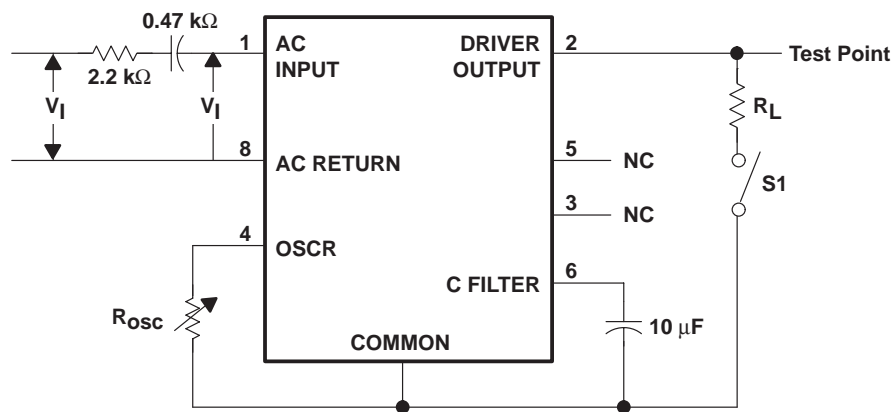 0.47 kΩ
2.2 kΩ
VI
VI
1
AC
INPUT
DRIVER
OUTPUT
2
Test Point
RL
8
AC RETURN
5
NC
S1
3
NC
4
OSCR
Rosc
C FILTER
6
10 μF
COMMON